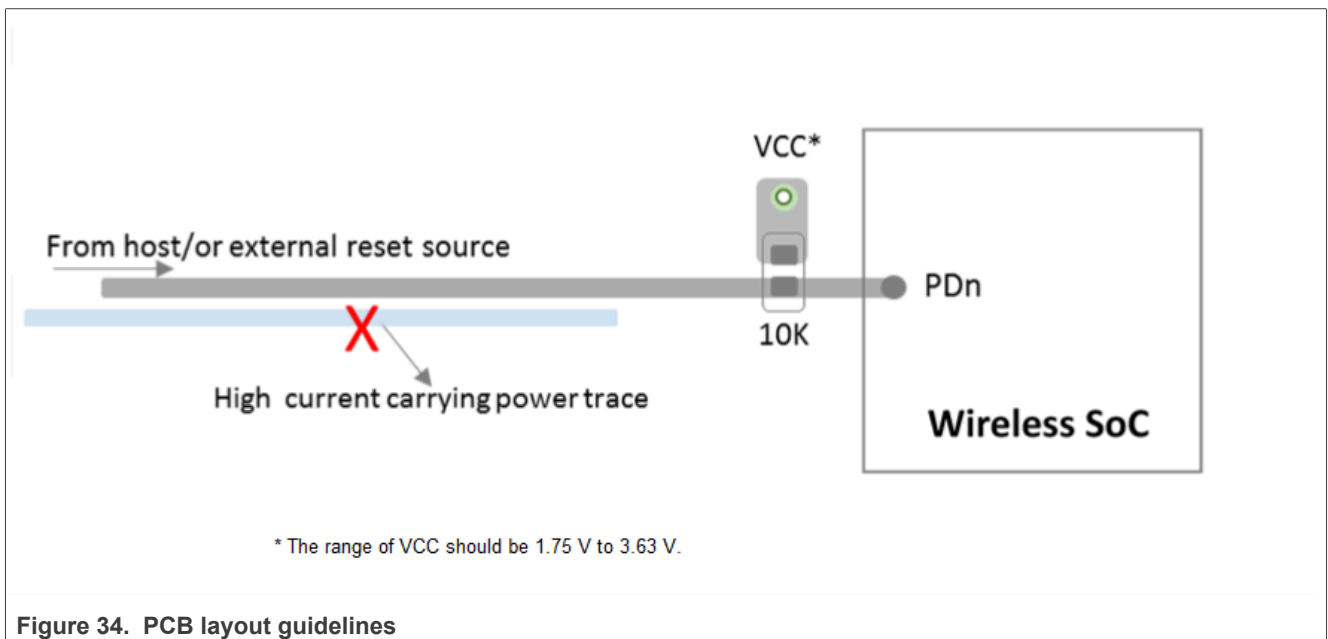 VCC*
From host/or external reset source
PDn
10K
High current carrying power trace
X
Wireless SoC
* The range of VCC should be 1.75 V to 3.63 V.
Figure 34. PCB layout guidelines